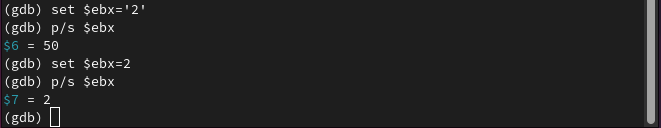 (gdb) set $ebx='2'
(gdb) p/s $ebx
$6 = 50
(gdb) set $ebx=2
(gdb) p/s $ebx
$7 = 2
(gdb)